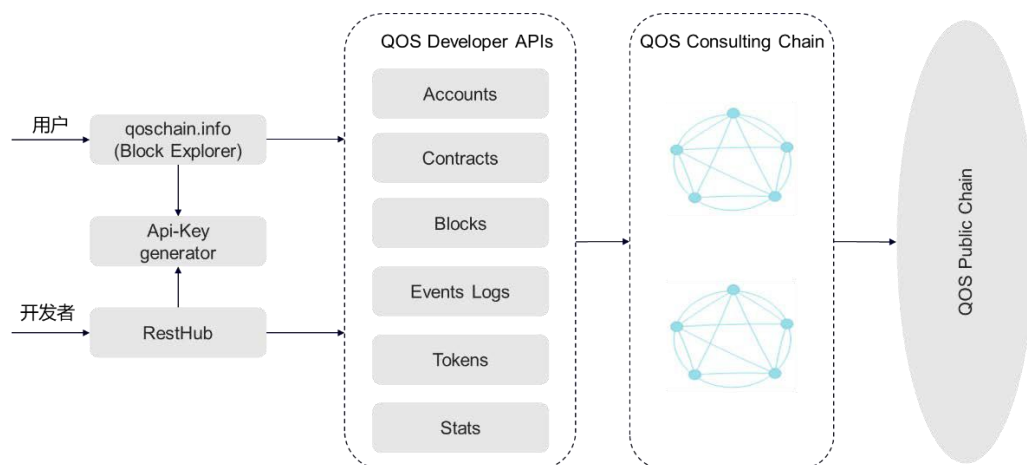 QOS Developer APIs
QOS Consulting Chain
Accounts
用户
qoschain.info
(Block Explorer)
Contracts
Api-Key
generator
Blocks
Events Logs
开发者
RestHub
Tokens
Stats
QOS Public Chain